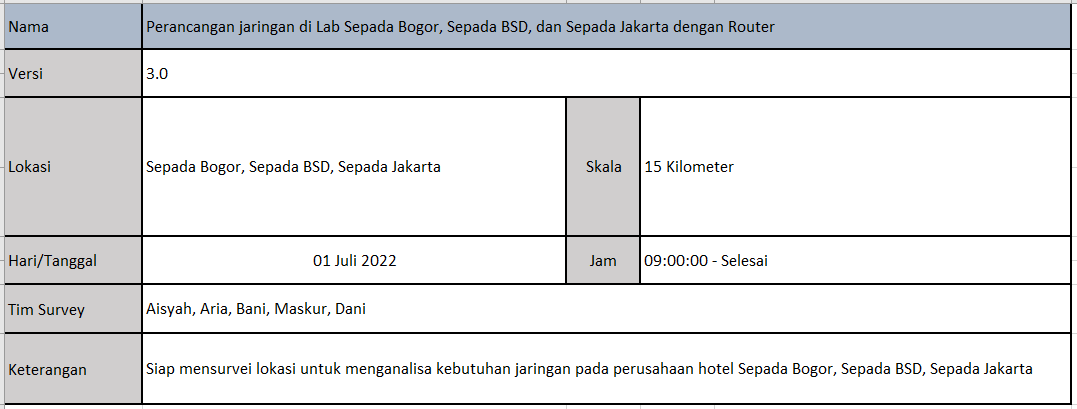 Nama Perancangan jaringan di Lab Sepada Bogor, Sepada BSD, dan Sepada Jakarta dengan Router
Versi 3.0
Lokasi Sepada Bogor, Sepada BSD, Sepada Jakarta Skala 15 Kilometer
Hari/Tanggal 01 Juli 2022 Jam 09:00:00 - Selesai
Tim Survey Aisyah, Aria, Bani, Maskur, Dani
Keterangan Siap mensurvei lokasi untuk menganalisa kebutuhan jaringan pada perusahaan hotel Sepada Bogor, Sepada BSD, Sepada Jakarta